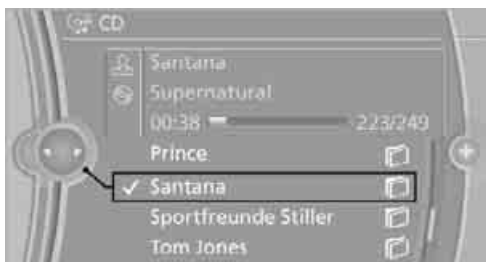 CD
Santana
Supernatural
00:38 223/249
Prince
Santana
Sportfreunde Stiller
Tom Jones